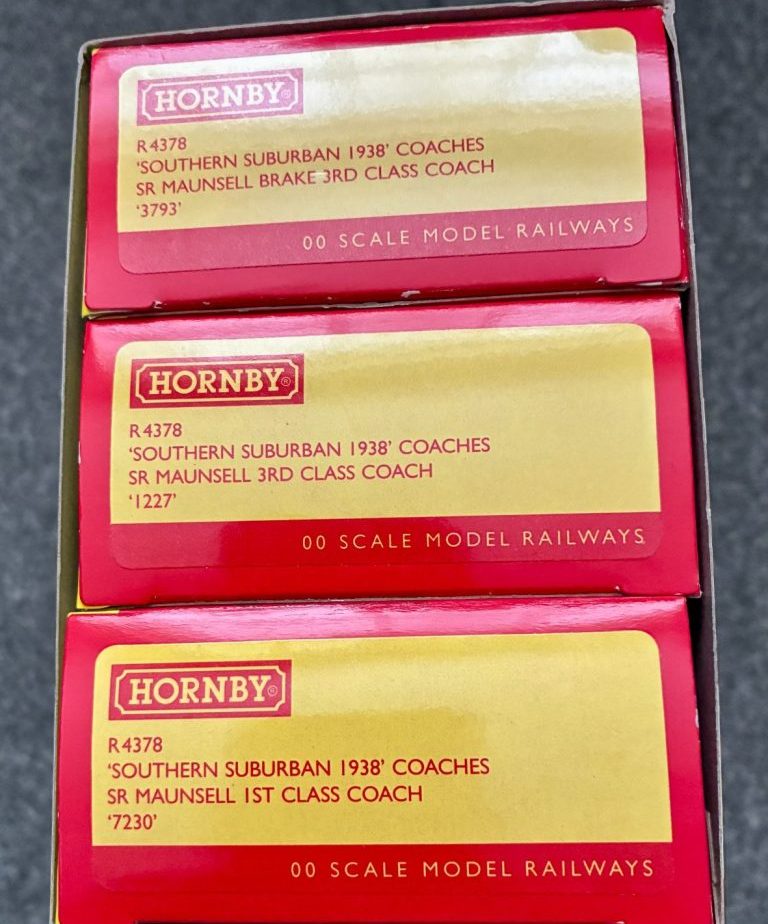 HORNBY®
R4378
'SOUTHERN SUBURBAN 1938' COACHES
SR MAUNSELL BRAKE 3RD CLASS COACH
'3793'
00 SCALE MODEL RAILWAYS
HORNBY®
R4378
'SOUTHERN SUBURBAN 1938' COACHES
SR MAUNSELL 3RD CLASS COACH
'1227'
00 SCALE MODEL RAILWAYS
HORNBY®
R4378
'SOUTHERN SUBURBAN 1938' COACHES
SR MAUNSELL 1ST CLASS COACH
'7230'
00 SCALE MODEL RAILWAYS